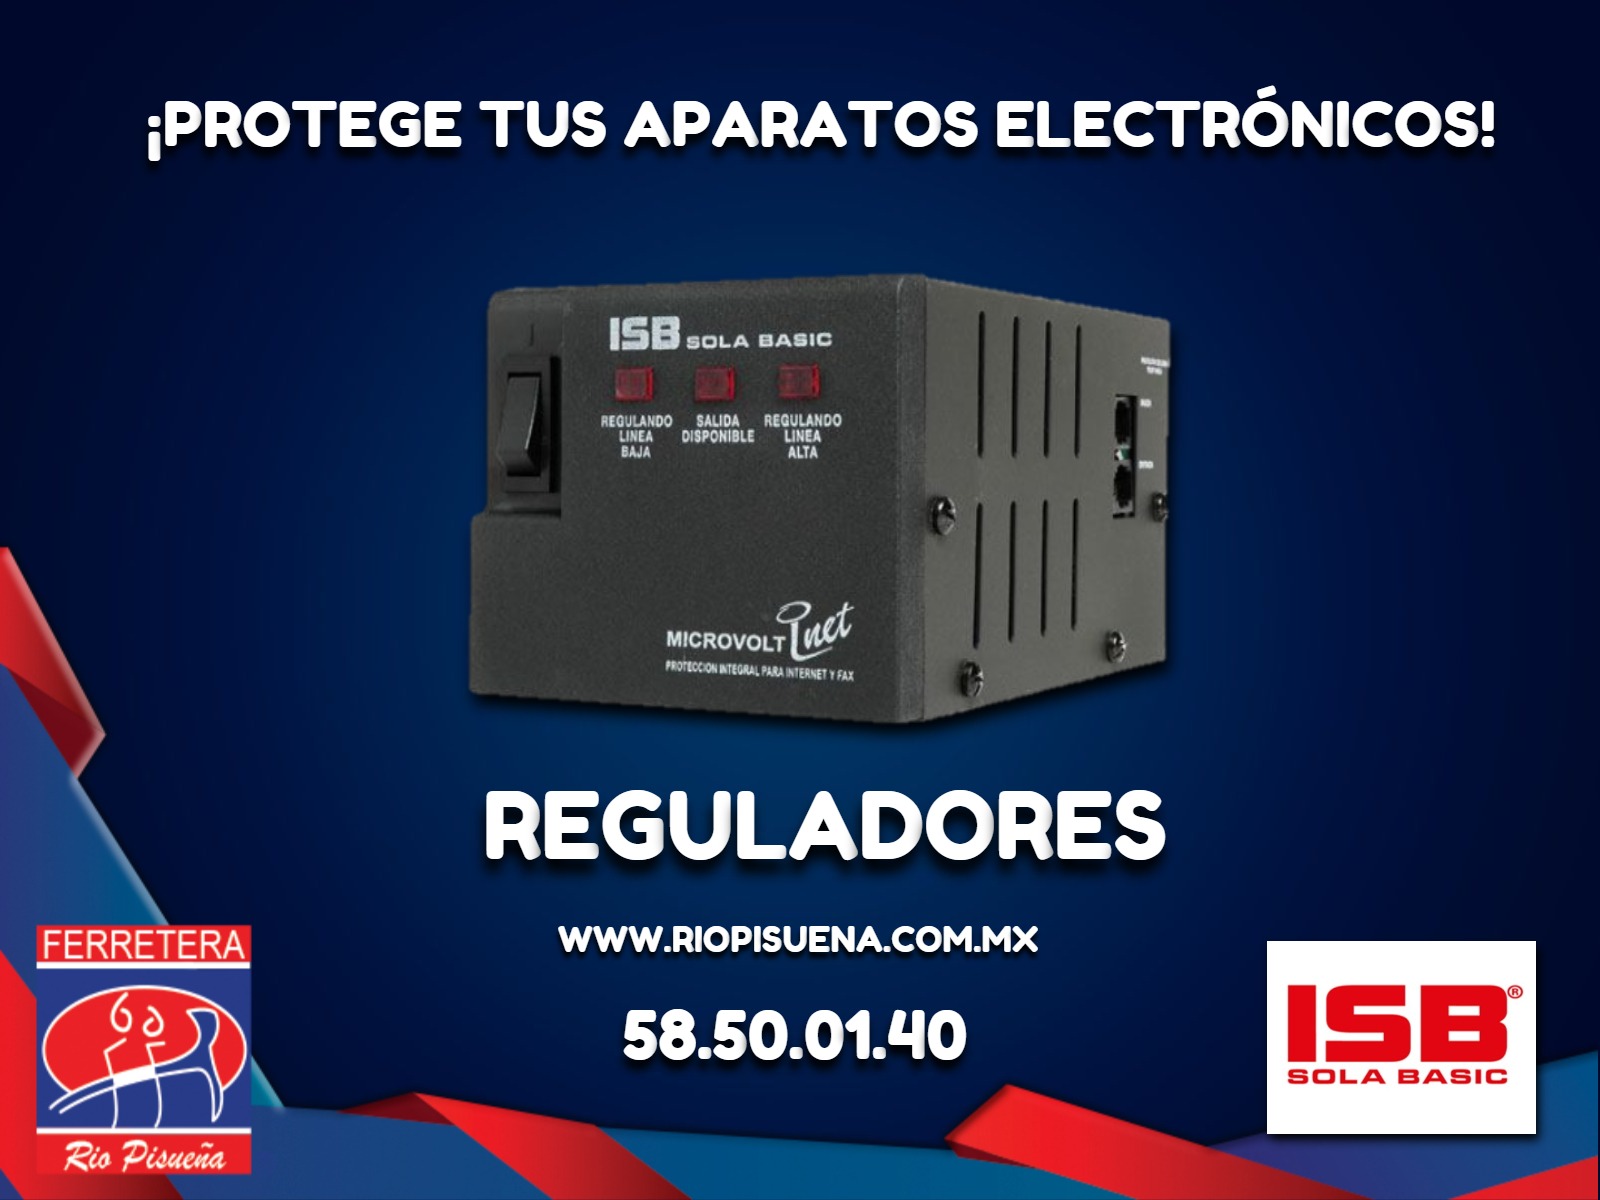 ¡PROTEGE TUS APARATOS ELECTRÓNICOS!
ISB SOLA BASIC
REGULANDO LINEA BAJA
SALIDA DISPONIBLE
REGULANDO LINEA ALTA
MICROVOLT inet
PROTECCION INTEGRAL PARA INTERNET Y FAX
REGULADORES
WWW.RIOPISUENA.COM.MX
58.50.01.40
FERRETERA
Rio Pisueña
ISB®
SOLA BASIC